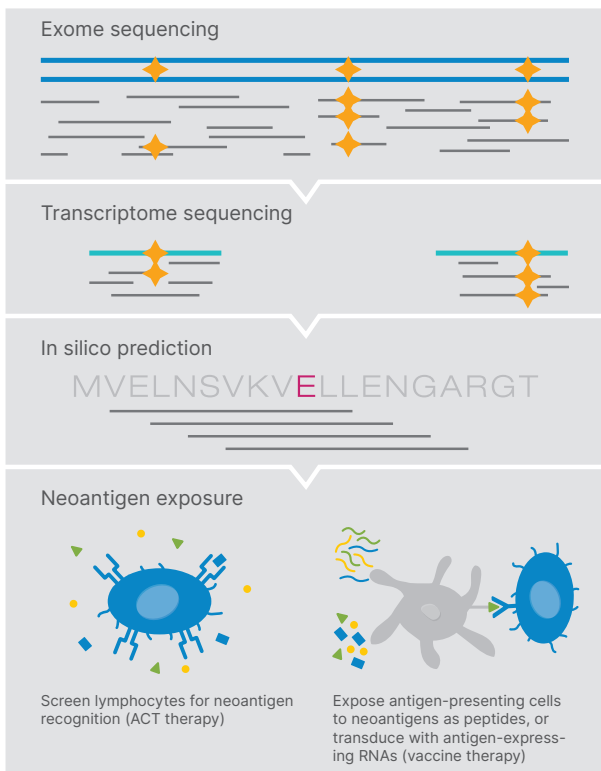 Exome sequencing
Transcriptome sequencing
In silico prediction
MVELNSVKVELLENGARGT
Neoantigen exposure
Screen lymphocytes for neoantigen
recognition (ACT therapy)
Expose antigen-presenting cells
to neoantigens as peptides, or
transduce with antigen-express-
ing RNAs (vaccine therapy)